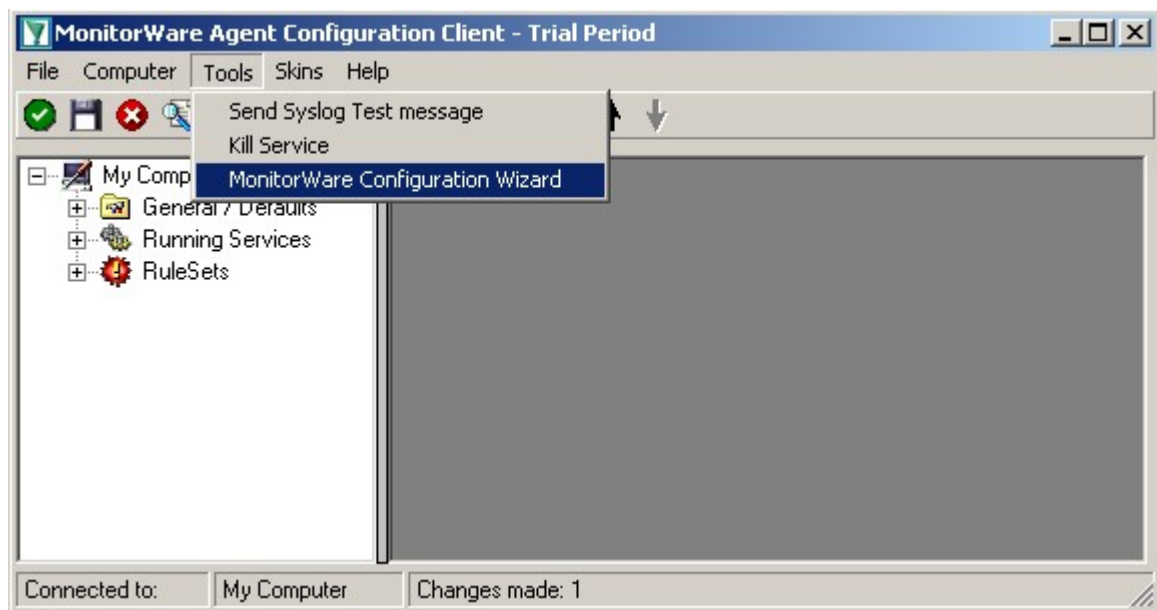 MonitorWare Agent Configuration Client - Trial Period
File Computer Tools Skins Help
Send Syslog Test message
Kill Service
MonitorWare Configuration Wizard
My Comp
General / Defaults
Running Services
RuleSets
Connected to: My Computer Changes made: 1